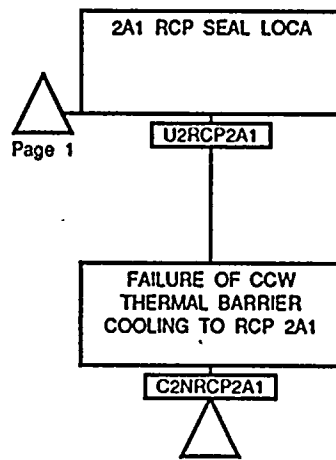 2A1 RCP SEAL LOCA
Page 1
U2RCP2A1
FAILURE OF CCW
THERMAL BARRIER
COOLING TO RCP 2A1
C2NRCP2A1